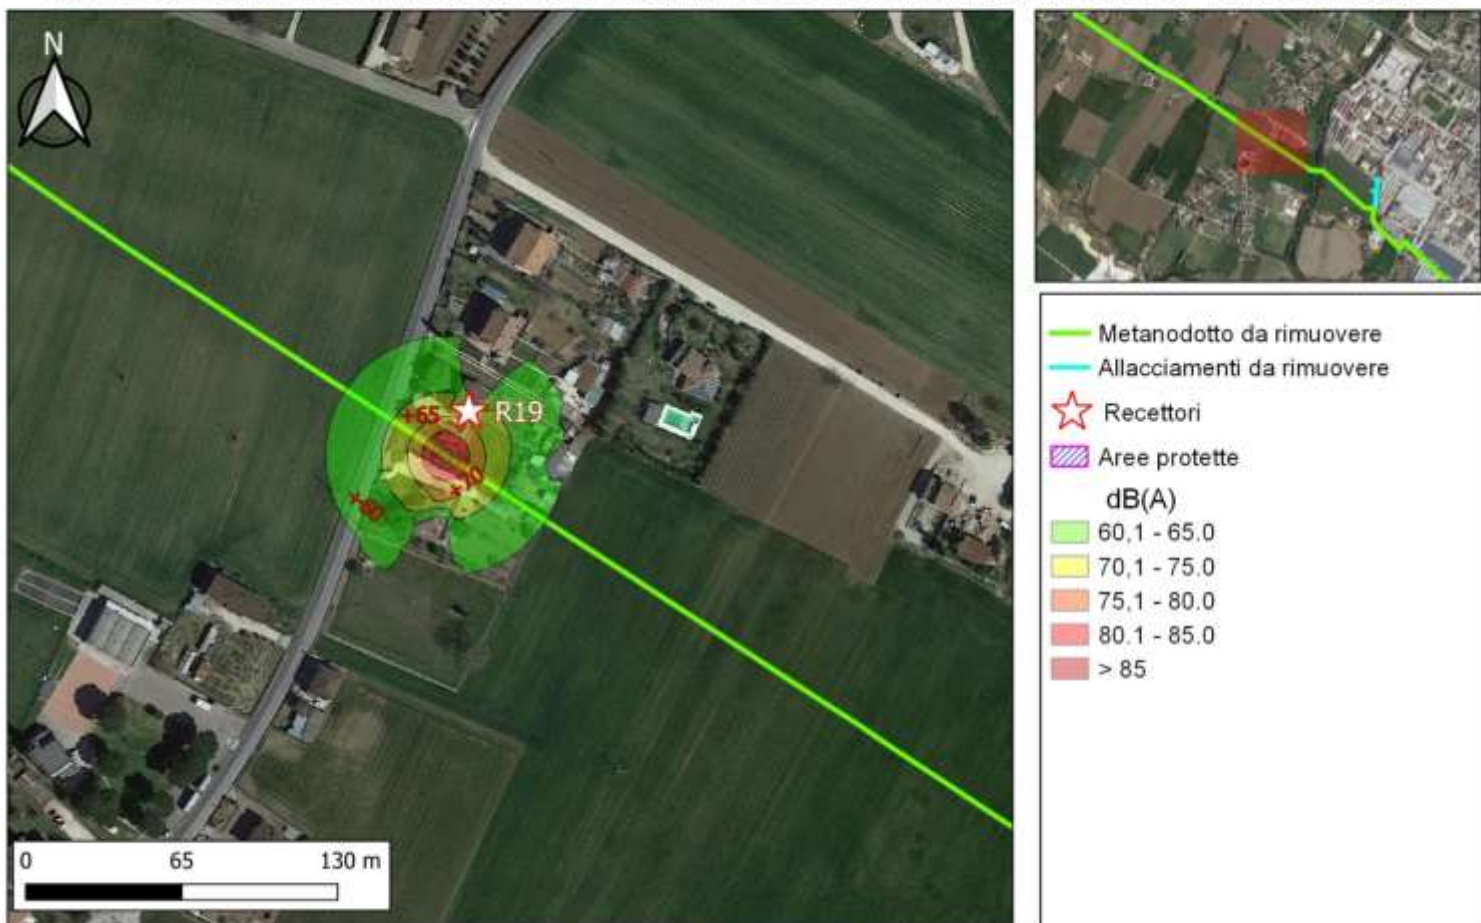 N
+65
R19
+70
+60
0 65 130 m
Metanodotto da rimuovere
Allacciamenti da rimuovere
Recettori
Aree protette
dB(A)
60,1 - 65.0
70,1 - 75.0
75,1 - 80.0
80.1 - 85.0
> 85